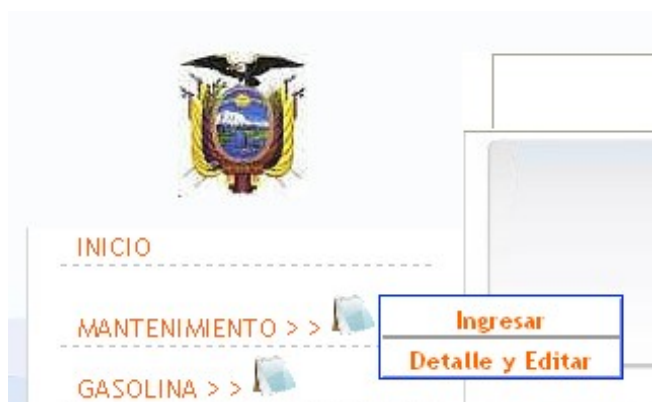 INICIO
MANTENIMIENTO > >
Ingresar
Detalle y Editar
GASOLINA > >